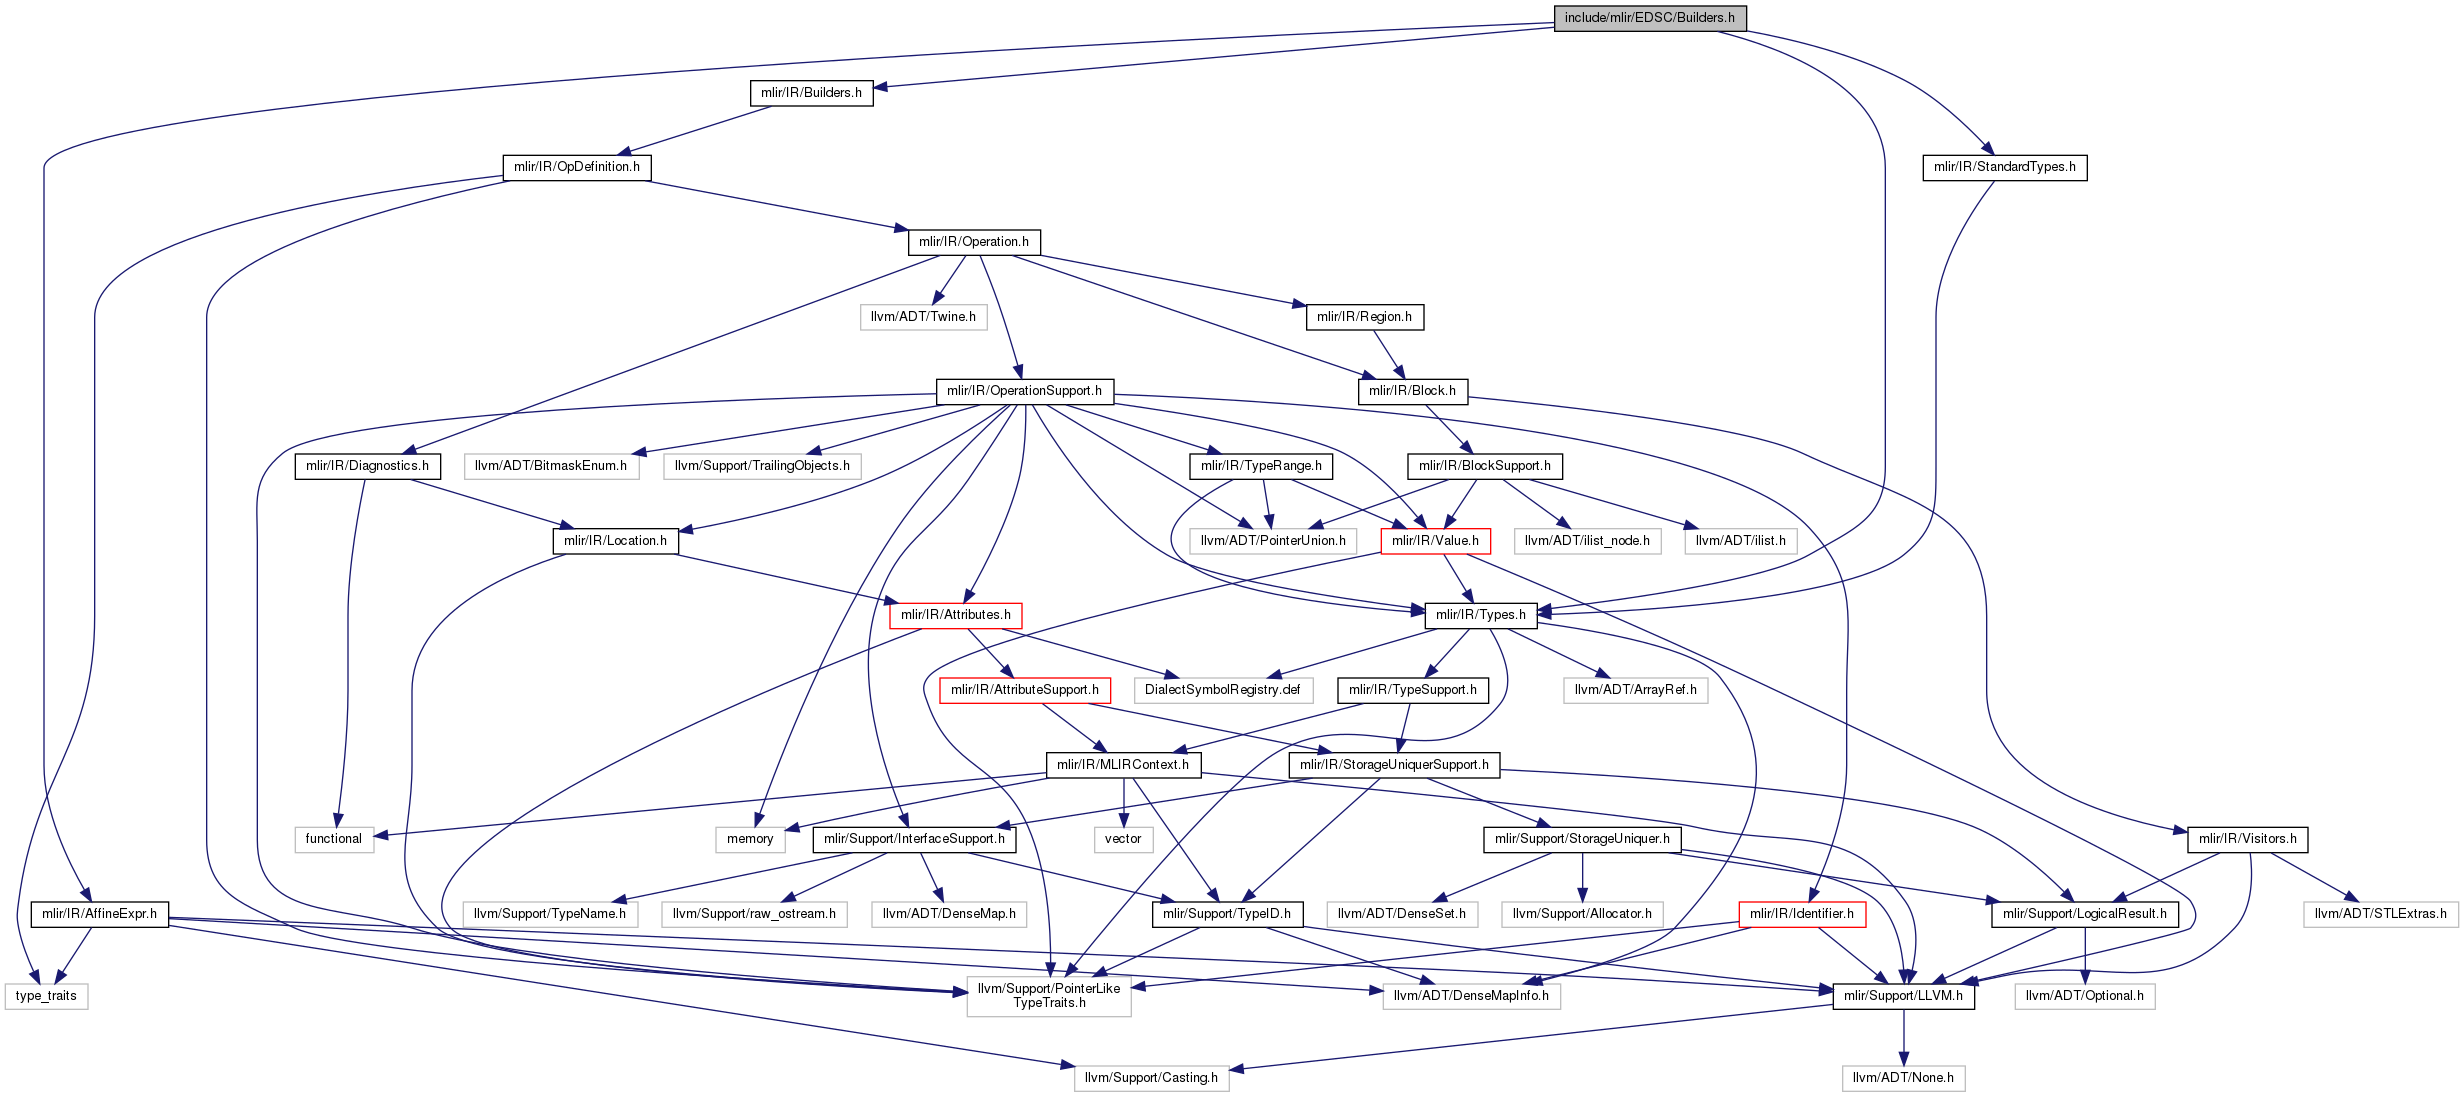 include/mlir/EDSC/Builders.h
mlir/IR/Builders.h
mlir/IR/OpDefinition.h
mlir/IR/StandardTypes.h
mlir/IR/Operation.h
llvm/ADT/Twine.h
mlir/IR/Region.h
mlir/IR/OperationSupport.h
mlir/IR/Block.h
mlir/IR/Diagnostics.h
llvm/ADT/BitmaskEnum.h
llvm/Support/TrailingObjects.h
mlir/IR/TypeRange.h
mlir/IR/BlockSupport.h
mlir/IR/Location.h
llvm/ADT/PointerUnion.h
mlir/IR/Value.h
llvm/ADT/ilist_node.h
llvm/ADT/ilist.h
mlir/IR/Attributes.h
mlir/IR/Types.h
mlir/IR/AttributeSupport.h
DialectSymbolRegistry.def
mlir/IR/TypeSupport.h
llvm/ADT/ArrayRef.h
mlir/IR/MLIRContext.h
mlir/IR/StorageUniquerSupport.h
functional
memory
mlir/Support/InterfaceSupport.h
vector
mlir/Support/StorageUniquer.h
mlir/IR/Visitors.h
mlir/IR/AffineExpr.h
llvm/Support/TypeName.h
llvm/Support/raw_ostream.h
llvm/ADT/DenseMap.h
mlir/Support/TypeID.h
llvm/ADT/DenseSet.h
llvm/Support/Allocator.h
mlir/IR/Identifier.h
mlir/Support/LogicalResult.h
llvm/ADT/STLExtras.h
type_traits
llvm/Support/PointerLike
TypeTraits.h
llvm/ADT/DenseMapInfo.h
mlir/Support/LLVM.h
llvm/ADT/Optional.h
llvm/Support/Casting.h
llvm/ADT/None.h